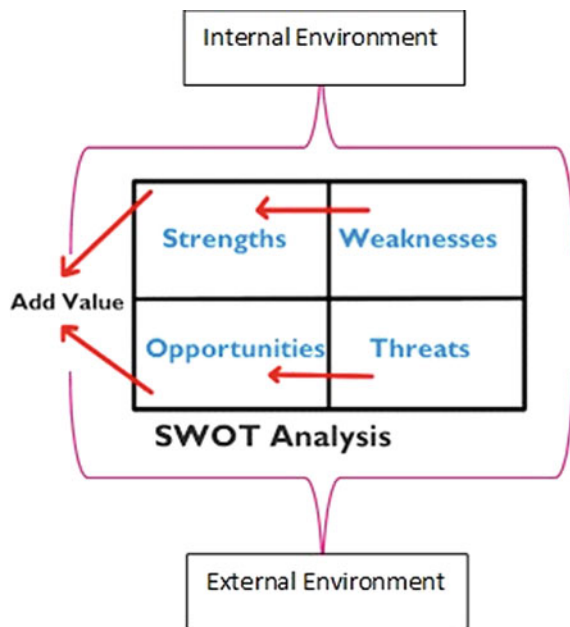 Internal Environment
Strengths Weaknesses
Add Value
Opportunities Threats
SWOT Analysis
External Environment